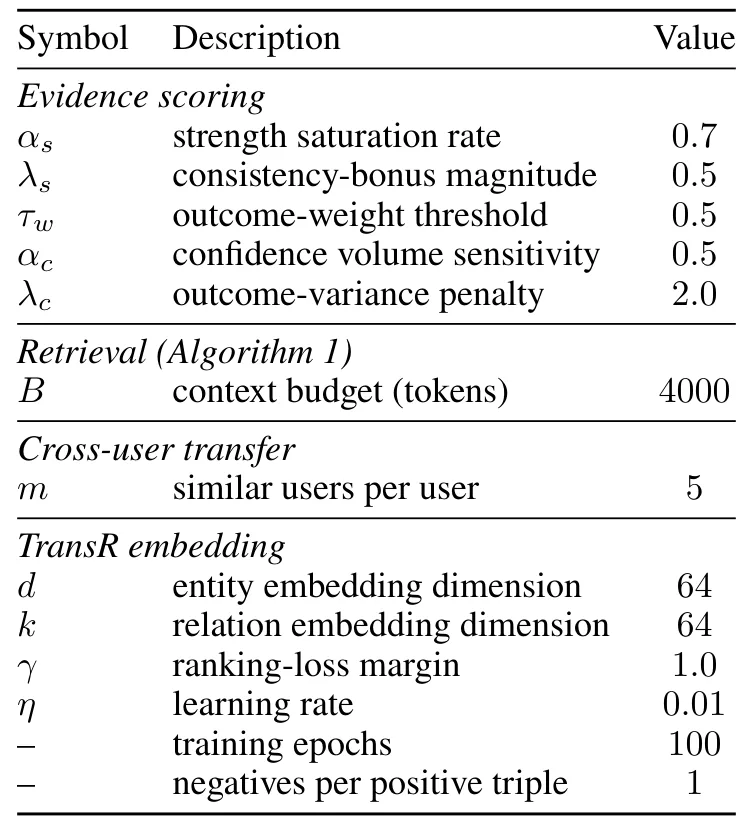 Symbol Description Value
Evidence scoring
αs strength saturation rate 0.7
λs consistency-bonus magnitude 0.5
τw outcome-weight threshold 0.5
αc confidence volume sensitivity 0.5
λc outcome-variance penalty 2.0
Retrieval (Algorithm 1)
B context budget (tokens) 4000
Cross-user transfer
m similar users per user 5
TransR embedding
d entity embedding dimension 64
k relation embedding dimension 64
γ ranking-loss margin 1.0
η learning rate 0.01
– training epochs 100
– negatives per positive triple 1